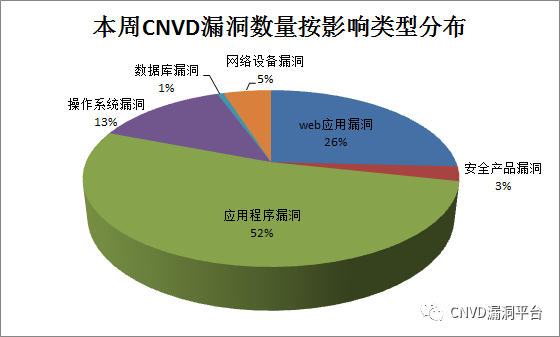 本周CNVD漏洞数量按影响类型分布
网络设备漏洞
5%
数据库漏洞
1%
操作系统漏洞
13%
web应用漏洞
26%
安全产品漏洞
3%
应用程序漏洞
52%
CNVD漏洞平台